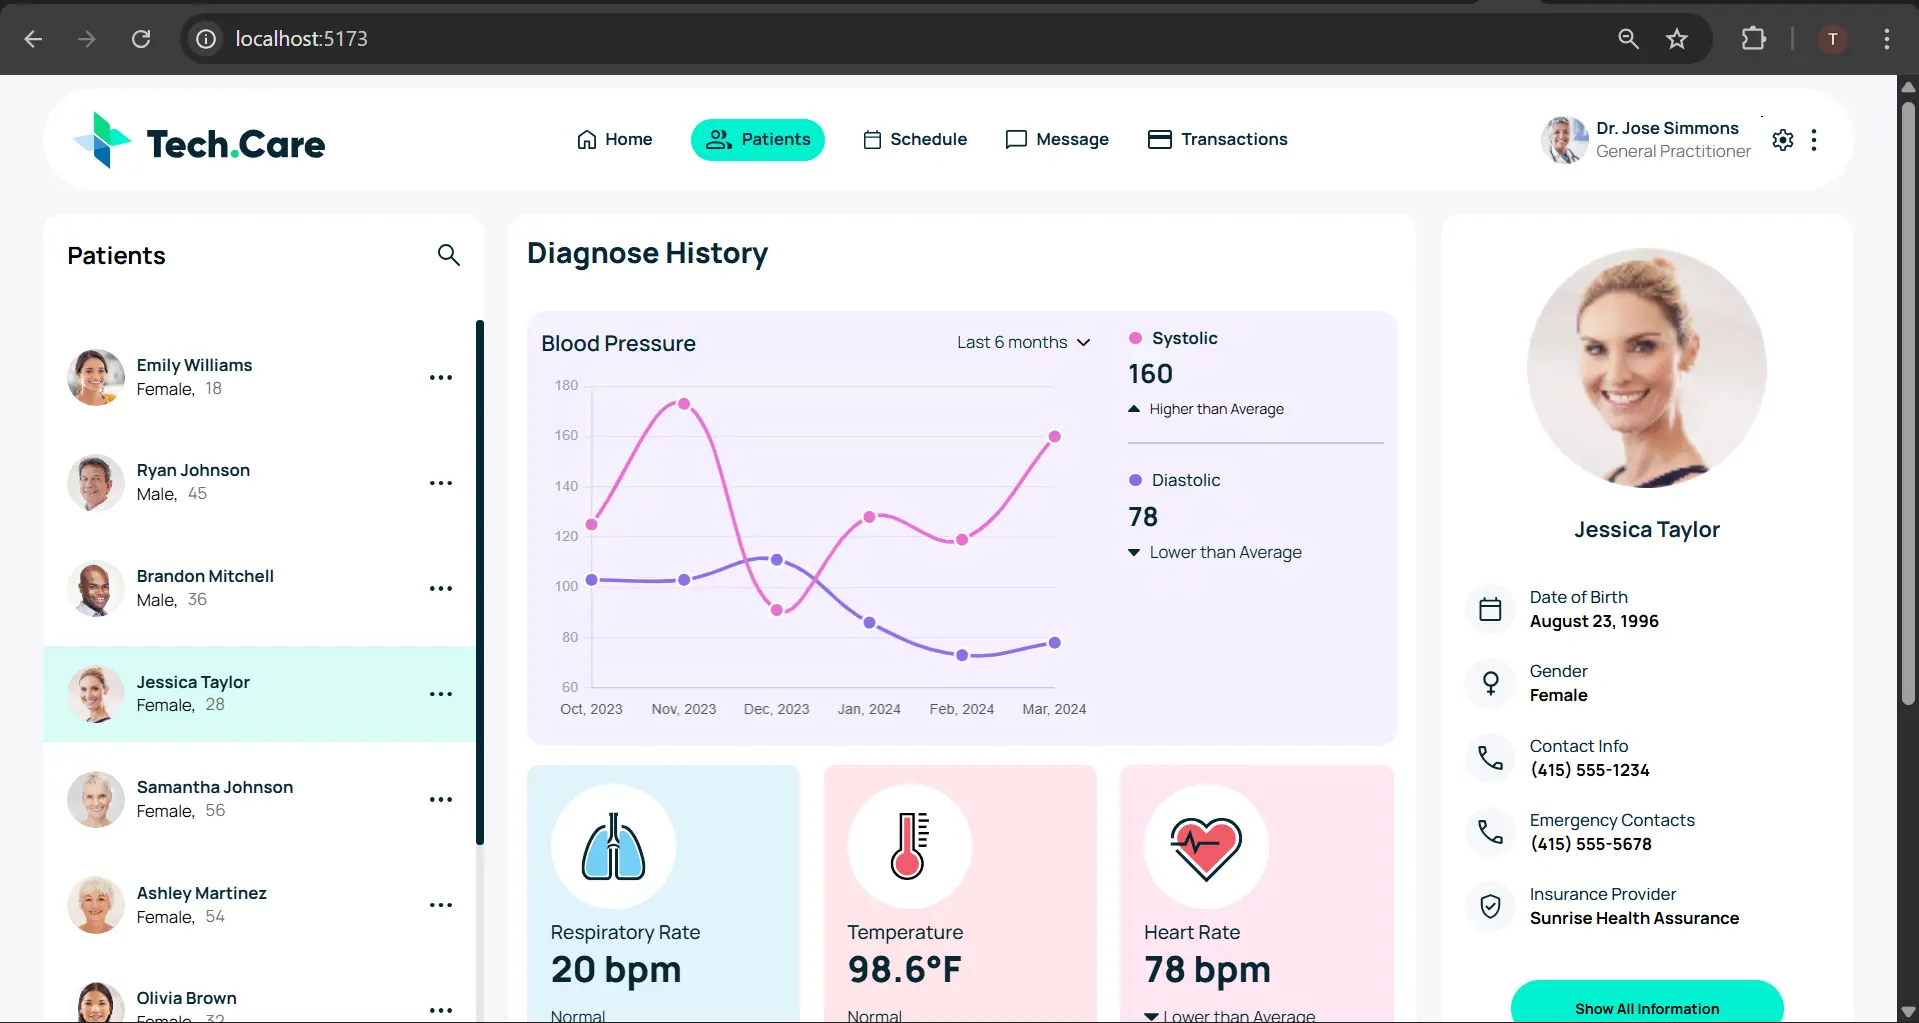 localhost:5173
T
Tech.Care
Home
Patients
Schedule
Message
Transactions
Dr. Jose Simmons
General Practitioner
Patients
Emily Williams
Female, 18
Ryan Johnson
Male, 45
Brandon Mitchell
Male, 36
Jessica Taylor
Female, 28
Samantha Johnson
Female, 56
Ashley Martinez
Female, 54
Olivia Brown
Female, 32
Diagnose History
Blood Pressure
Last 6 months
180
160
140
120
100
80
60
Oct, 2023
Nov, 2023
Dec, 2023
Jan, 2024
Feb, 2024
Mar, 2024
Systolic
160
Higher than Average
Diastolic
78
Lower than Average
Respiratory Rate
20 bpm
Normal
Temperature
98.6°F
Normal
Heart Rate
78 bpm
Lower than Average
Jessica Taylor
Date of Birth
August 23, 1996
Gender
Female
Contact Info
(415) 555-1234
Emergency Contacts
(415) 555-5678
Insurance Provider
Sunrise Health Assurance
Show All Information